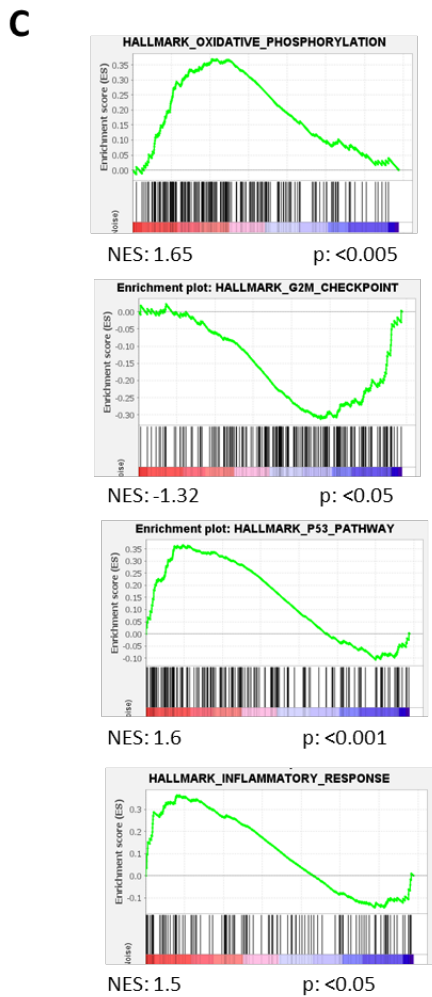 C
HALLMARK_OXIDATIVE_PHOSPHORYLATION
Enrichment score (ES)
0.35
0.30
0.25
0.20
0.15
0.10
0.05
0.00
NES: 1.65 p: <0.005
Enrichment plot: HALLMARK_G2M_CHECKPOINT
Enrichment score (ES)
0.00
-0.05
-0.10
-0.15
-0.20
-0.25
-0.30
NES: -1.32 p: <0.05
Enrichment plot: HALLMARK_P53_PATHWAY
Enrichment score (ES)
0.35
0.30
0.25
0.20
0.15
0.10
0.05
0.00
-0.05
-0.10
NES: 1.6 p: <0.001
HALLMARK_INFLAMMATORY_RESPONSE
Enrichment score (ES)
0.3
0.2
0.1
0.0
-0.1
NES: 1.5 p: <0.05